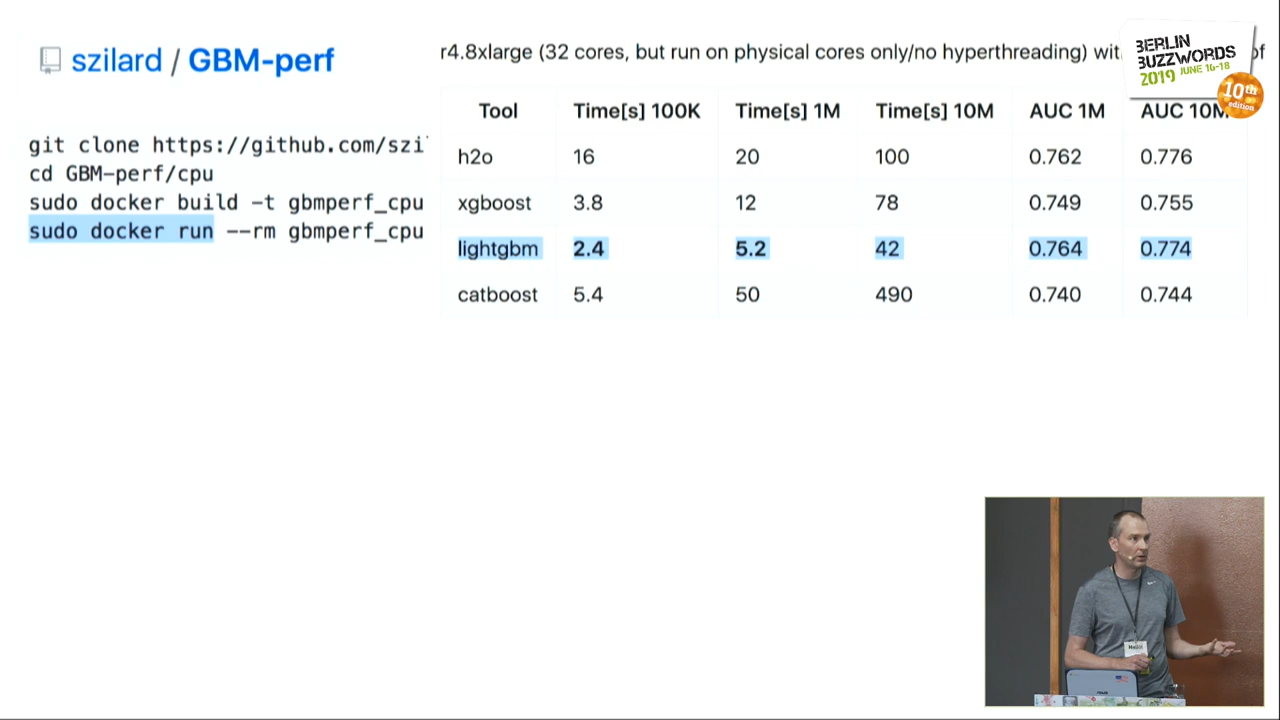 szilard / GBM-perf
git clone https://github.com/szi
cd GBM-perf/cpu
sudo docker build -t gbmperf_cpu
sudo docker run --rm gbmperf_cpu
r4.8xlarge (32 cores, but run on physical cores only/no hyperthreading) wit of
Tool Time[s] 100K Time[s] 1M Time[s] 10M AUC 1M AUC 10M
h2o 16 20 100 0.762 0.776
xgboost 3.8 12 78 0.749 0.755
lightgbm 2.4 5.2 42 0.764 0.774
catboost 5.4 50 490 0.740 0.744
BERLIN
BUZZWORDS
2019 JUNE 16-18
10th
edition